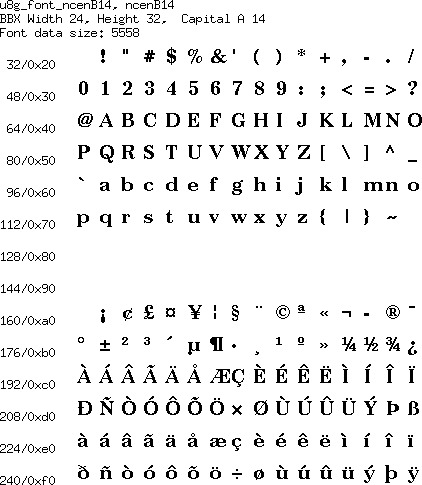 u8g_font_ncenB14, ncenB14
BBX Width 24, Height 32, Capital A 14
Font data size: 5558
32/0x20 ! " # $ % & ' ( ) * + , - . /
48/0x30 0 1 2 3 4 5 6 7 8 9 : ; < = > ?
64/0x40 @ A B C D E F G H I J K L M N O
80/0x50 P Q R S T U V W X Y Z [ \ ] ^ _
96/0x60 ` a b c d e f g h i j k l m n o
112/0x70 p q r s t u v w x y z { | } ~
128/0x80
144/0x90
160/0xa0 ¡ ¢ £ ¤ ¥ ¦ § ¨ © ª « ¬ - ® ¯
176/0xb0 ° ± ² ³ ´ µ ¶ · ¸ ¹ º » ¼ ½ ¾ ¿
192/0xc0 À Á Â Ã Ä Å Æ Ç È É Ê Ë Ì Í Î Ï
208/0xd0 Ð Ñ Ò Ó Ô Õ Ö × Ø Ù Ú Û Ü Ý Þ ß
224/0xe0 à á â ã ä å æ ç è é ê ë ì í î ï
240/0xf0 ð ñ ò ó ô õ ö ÷ ø ù ú û ü ý þ ÿ